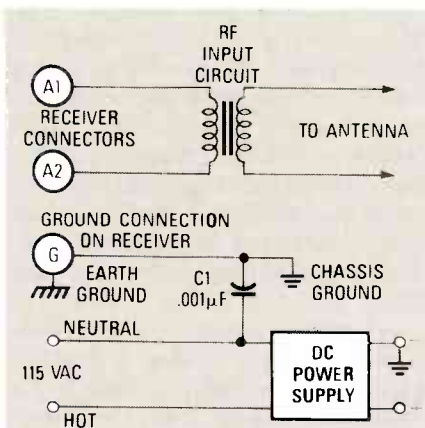 RF
INPUT
CIRCUIT
A1
RECEIVER
CONNECTORS
TO ANTENNA
A2
GROUND CONNECTION
ON RECEIVER
G
EARTH
GROUND
C1
.001µF
CHASSIS
GROUND
NEUTRAL
115 VAC
DC
POWER
SUPPLY
HOT